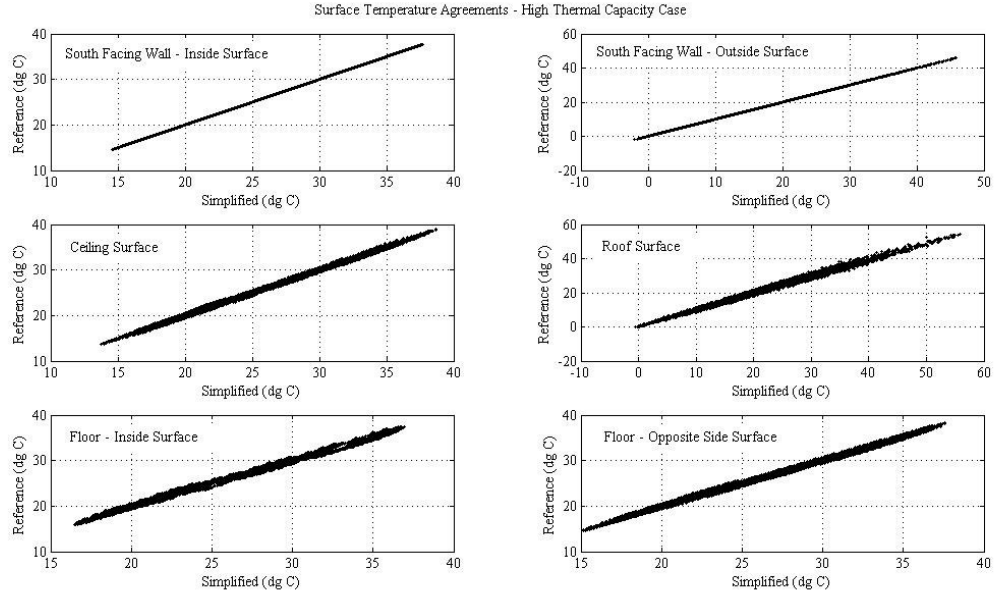 Surface Temperature Agreements - High Thermal Capacity Case
South Facing Wall - Inside Surface
Reference (dg C)
40
30
20
10
10 15 20 25 30 35 40
Simplified (dg C)
South Facing Wall - Outside Surface
Reference (dg C)
60
40
20
0
-20
-10 0 10 20 30 40 50
Simplified (dg C)
Ceiling Surface
Reference (dg C)
40
30
20
10
10 15 20 25 30 35 40
Simplified (dg C)
Roof Surface
Reference (dg C)
60
40
20
0
-20
-10 0 10 20 30 40 50 60
Simplified (dg C)
Floor - Inside Surface
Reference (dg C)
40
30
20
10
15 20 25 30 35 40
Simplified (dg C)
Floor - Opposite Side Surface
Reference (dg C)
40
30
20
10
15 20 25 30 35 40
Simplified (dg C)